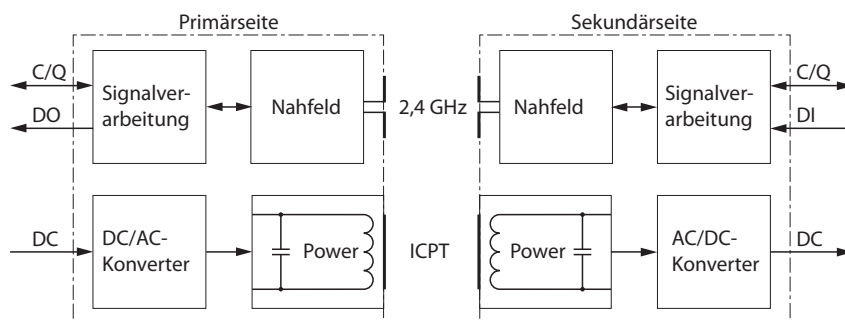 Primärseite
Sekundärseite
C/Q
DO
Signalver-
arbeitung
Nahfeld
2,4 GHz
Nahfeld
Signalver-
arbeitung
C/Q
DI
DC
DC/AC-
Konverter
Power
ICPT
Power
AC/DC-
Konverter
DC